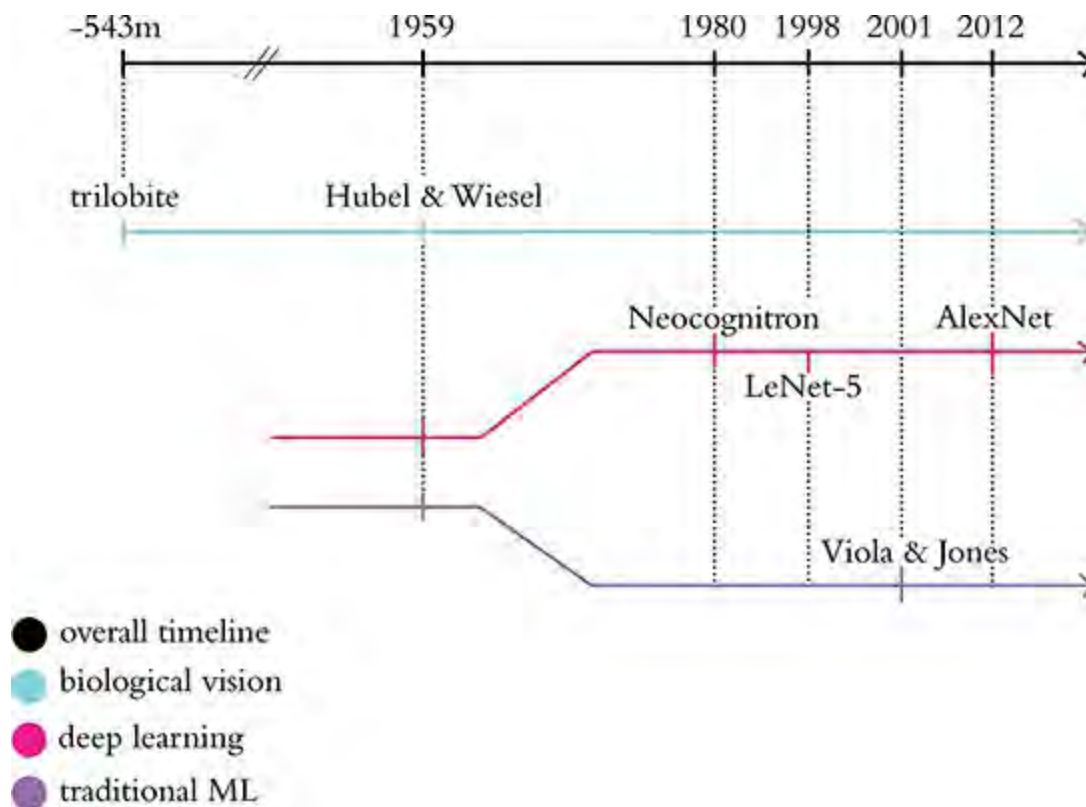 -543m 1959 1980 1998 2001 2012
trilobite Hubel & Wiesel
Neocognitron AlexNet
LeNet-5
Viola & Jones
overall timeline
biological vision
deep learning
traditional ML